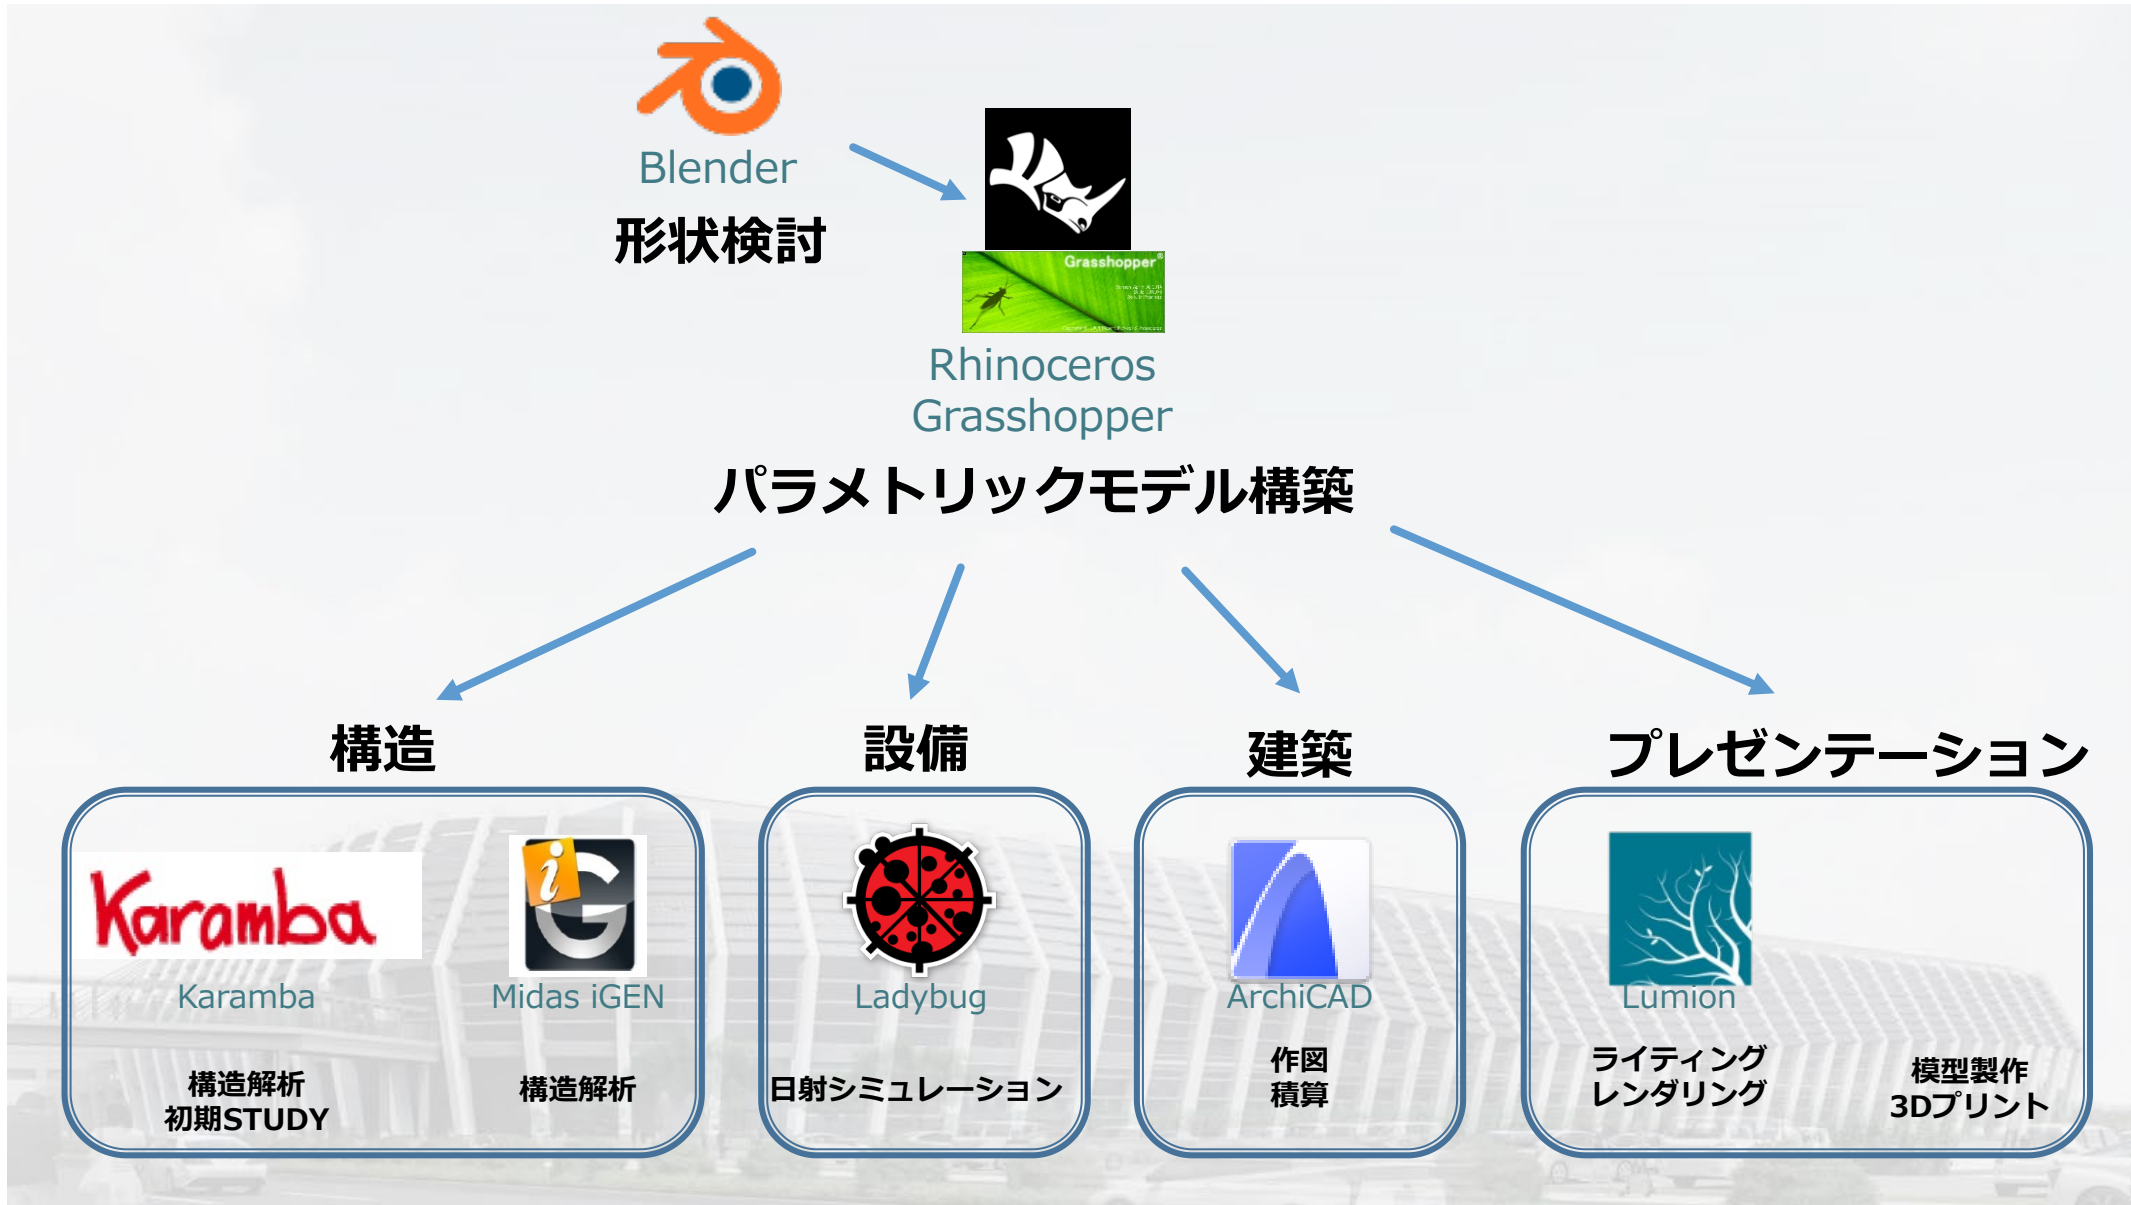 Blender
形状検討
Grasshopper®
Rhinoceros
Grasshopper
パラメトリックモデル構築
構造
設備
建築
プレゼンテーション
Karamba
Karamba
Midas iGEN
Ladybug
ArchiCAD
Lumion
構造解析
初期STUDY
構造解析
日射シミュレーション
作図
積算
ライティング
レンダリング
模型製作
3Dプリント